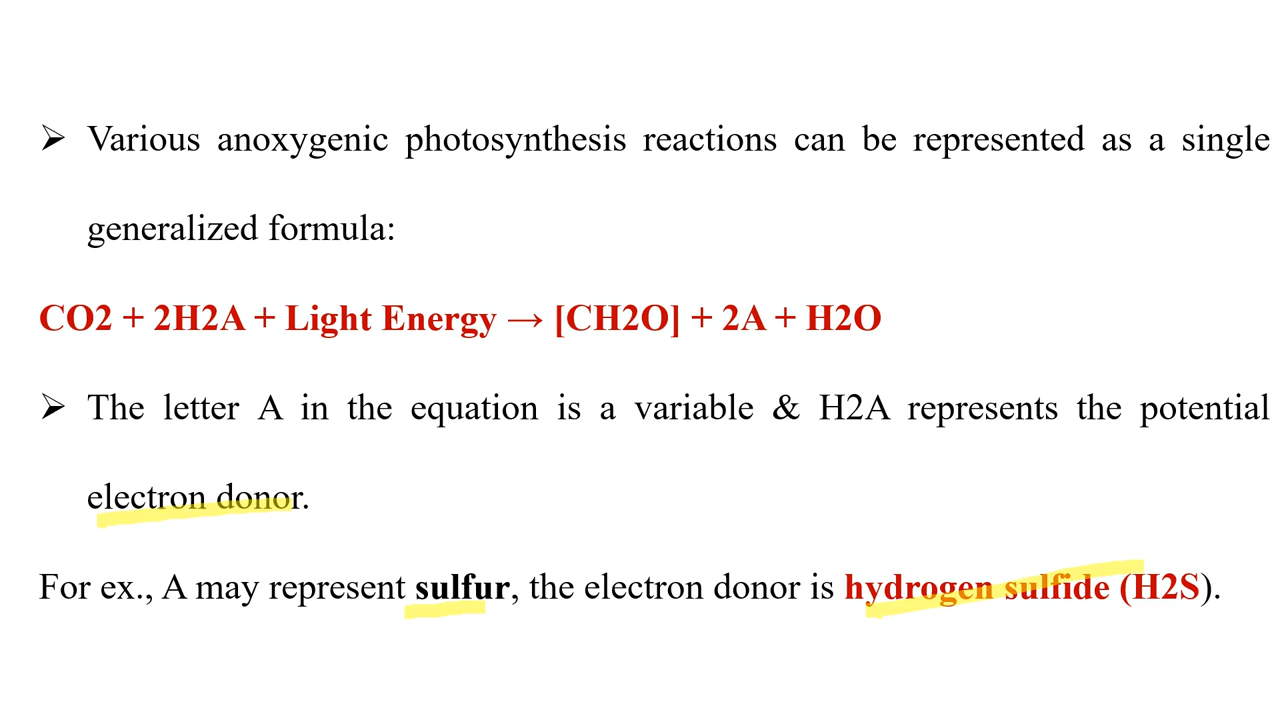 ➢ Various anoxygenic photosynthesis reactions can be represented as a single
generalized formula:
CO2 + 2H2A + Light Energy → [CH2O] + 2A + H2O
➢ The letter A in the equation is a variable & H2A represents the potential
electron donor.
For ex., A may represent sulfur, the electron donor is hydrogen sulfide (H2S).